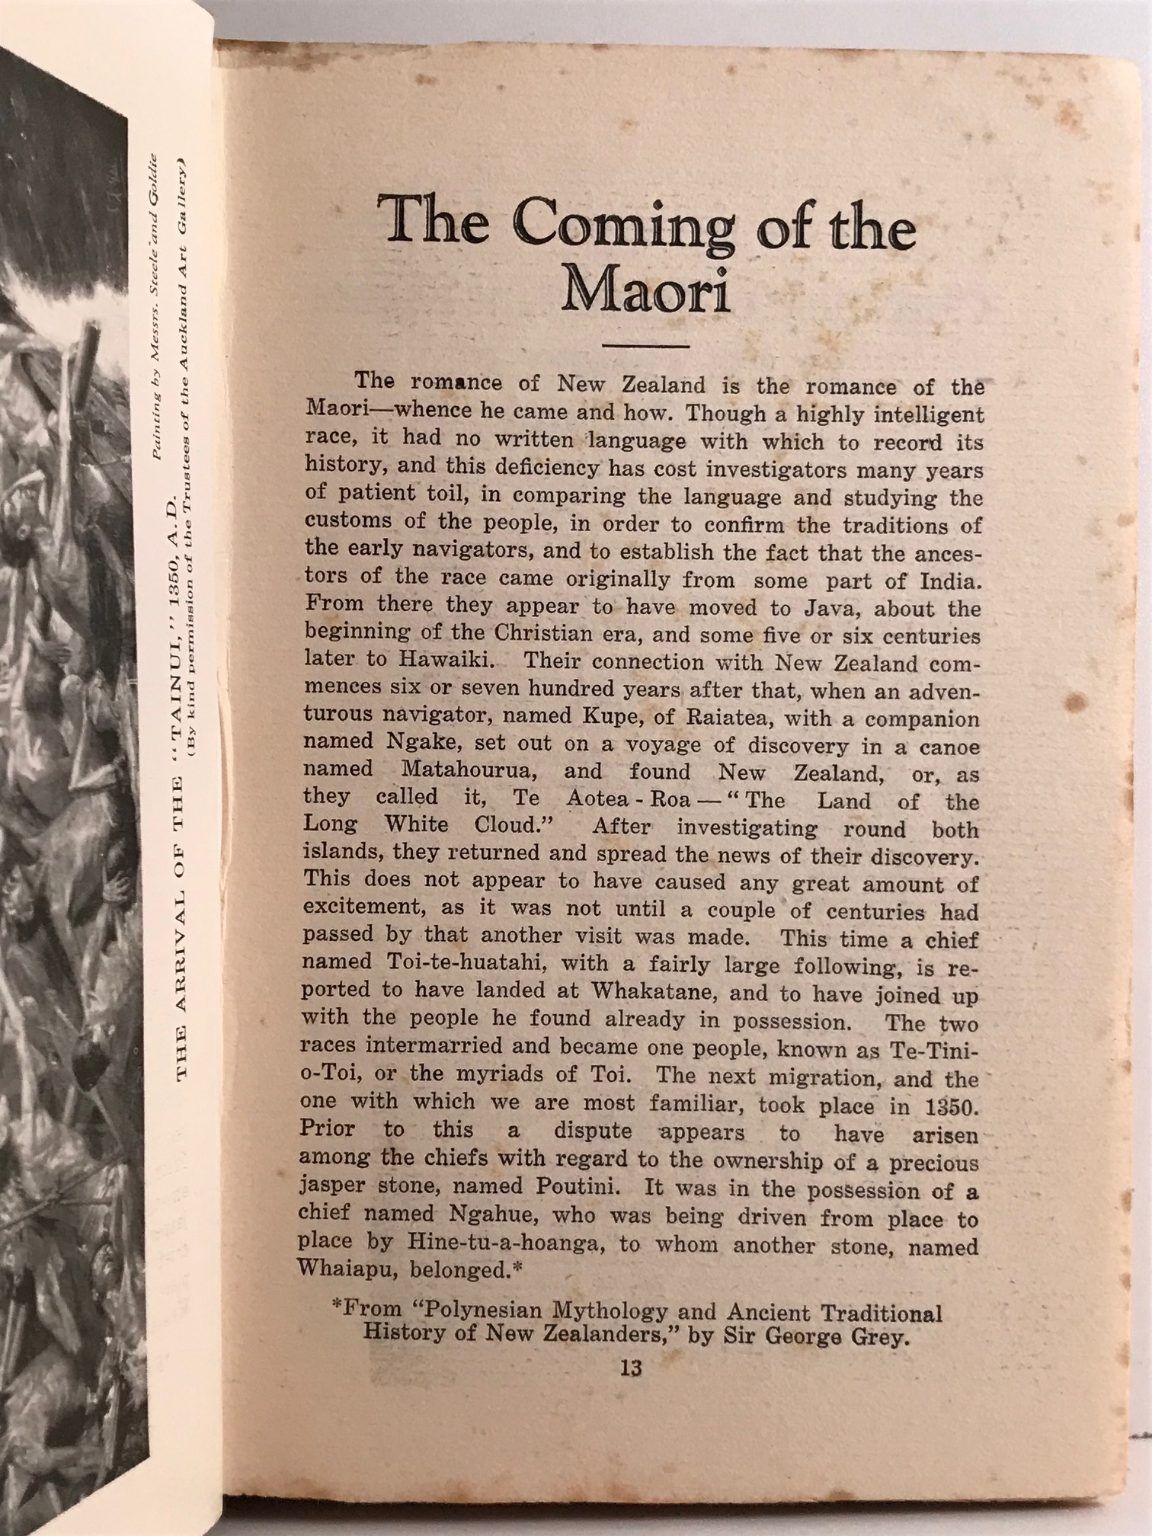 Painting by Messrs. Steele and Goldie
THE ARRIVAL OF THE "TAINUI," 1350, A.D.
(By kind permission of the Trustees of the Auckland Art Gallery)
The Coming of the
Maori
The romance of New Zealand is the romance of the
Maori—whence he came and how. Though a highly intelligent
race, it had no written language with which to record its
history, and this deficiency has cost investigators many years
of patient toil, in comparing the language and studying the
customs of the people, in order to confirm the traditions of
the early navigators, and to establish the fact that the ances-
tors of the race came originally from some part of India.
From there they appear to have moved to Java, about the
beginning of the Christian era, and some five or six centuries
later to Hawaiki. Their connection with New Zealand com-
mences six or seven hundred years after that, when an adven-
turous navigator, named Kupe, of Raiatea, with a companion
named Ngake, set out on a voyage of discovery in a canoe
named Matahourua, and found New Zealand, or, as
they called it, Te Aotea-Roa—"The Land of the
Long White Cloud." After investigating round both
islands, they returned and spread the news of their discovery.
This does not appear to have caused any great amount of
excitement, as it was not until a couple of centuries had
passed by that another visit was made. This time a chief
named Toi-te-huatahi, with a fairly large following, is re-
ported to have landed at Whakatane, and to have joined up
with the people he found already in possession. The two
races intermarried and became one people, known as Te-Tini-
o-Toi, or the myriads of Toi. The next migration, and the
one with which we are most familiar, took place in 1350.
Prior to this a dispute appears to have arisen
among the chiefs with regard to the ownership of a precious
jasper stone, named Poutini. It was in the possession of a
chief named Ngahue, who was being driven from place to
place by Hine-tu-a-hoanga, to whom another stone, named
Whaiapu, belonged.*
*From "Polynesian Mythology and Ancient Traditional
History of New Zealanders," by Sir George Grey.
13